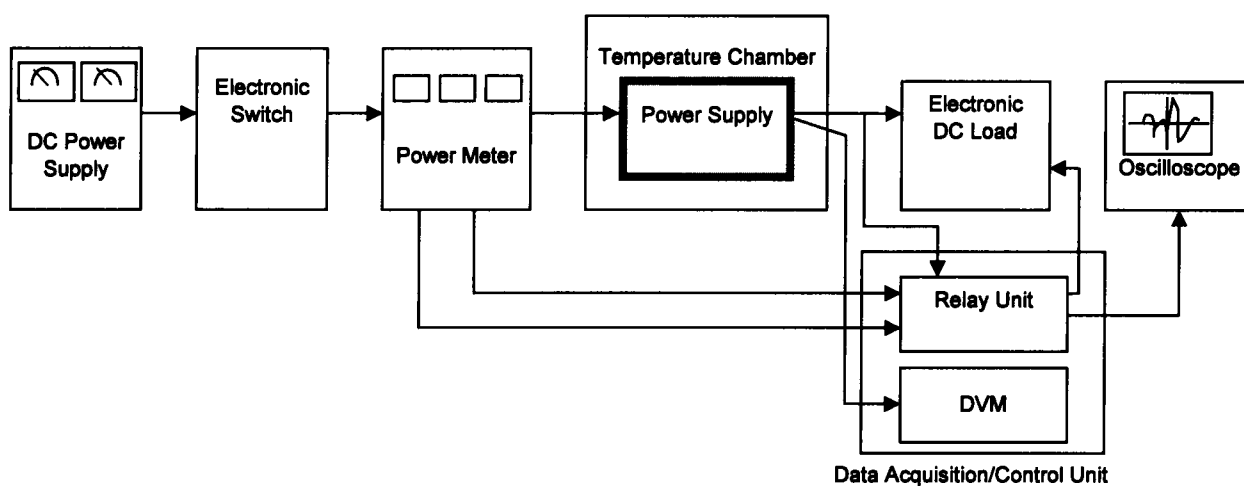 DC Power
Supply
Electronic
Switch
Power Meter
Temperature Chamber
Power Supply
Electronic
DC Load
Oscilloscope
Relay Unit
DVM
Data Acquisition/Control Unit